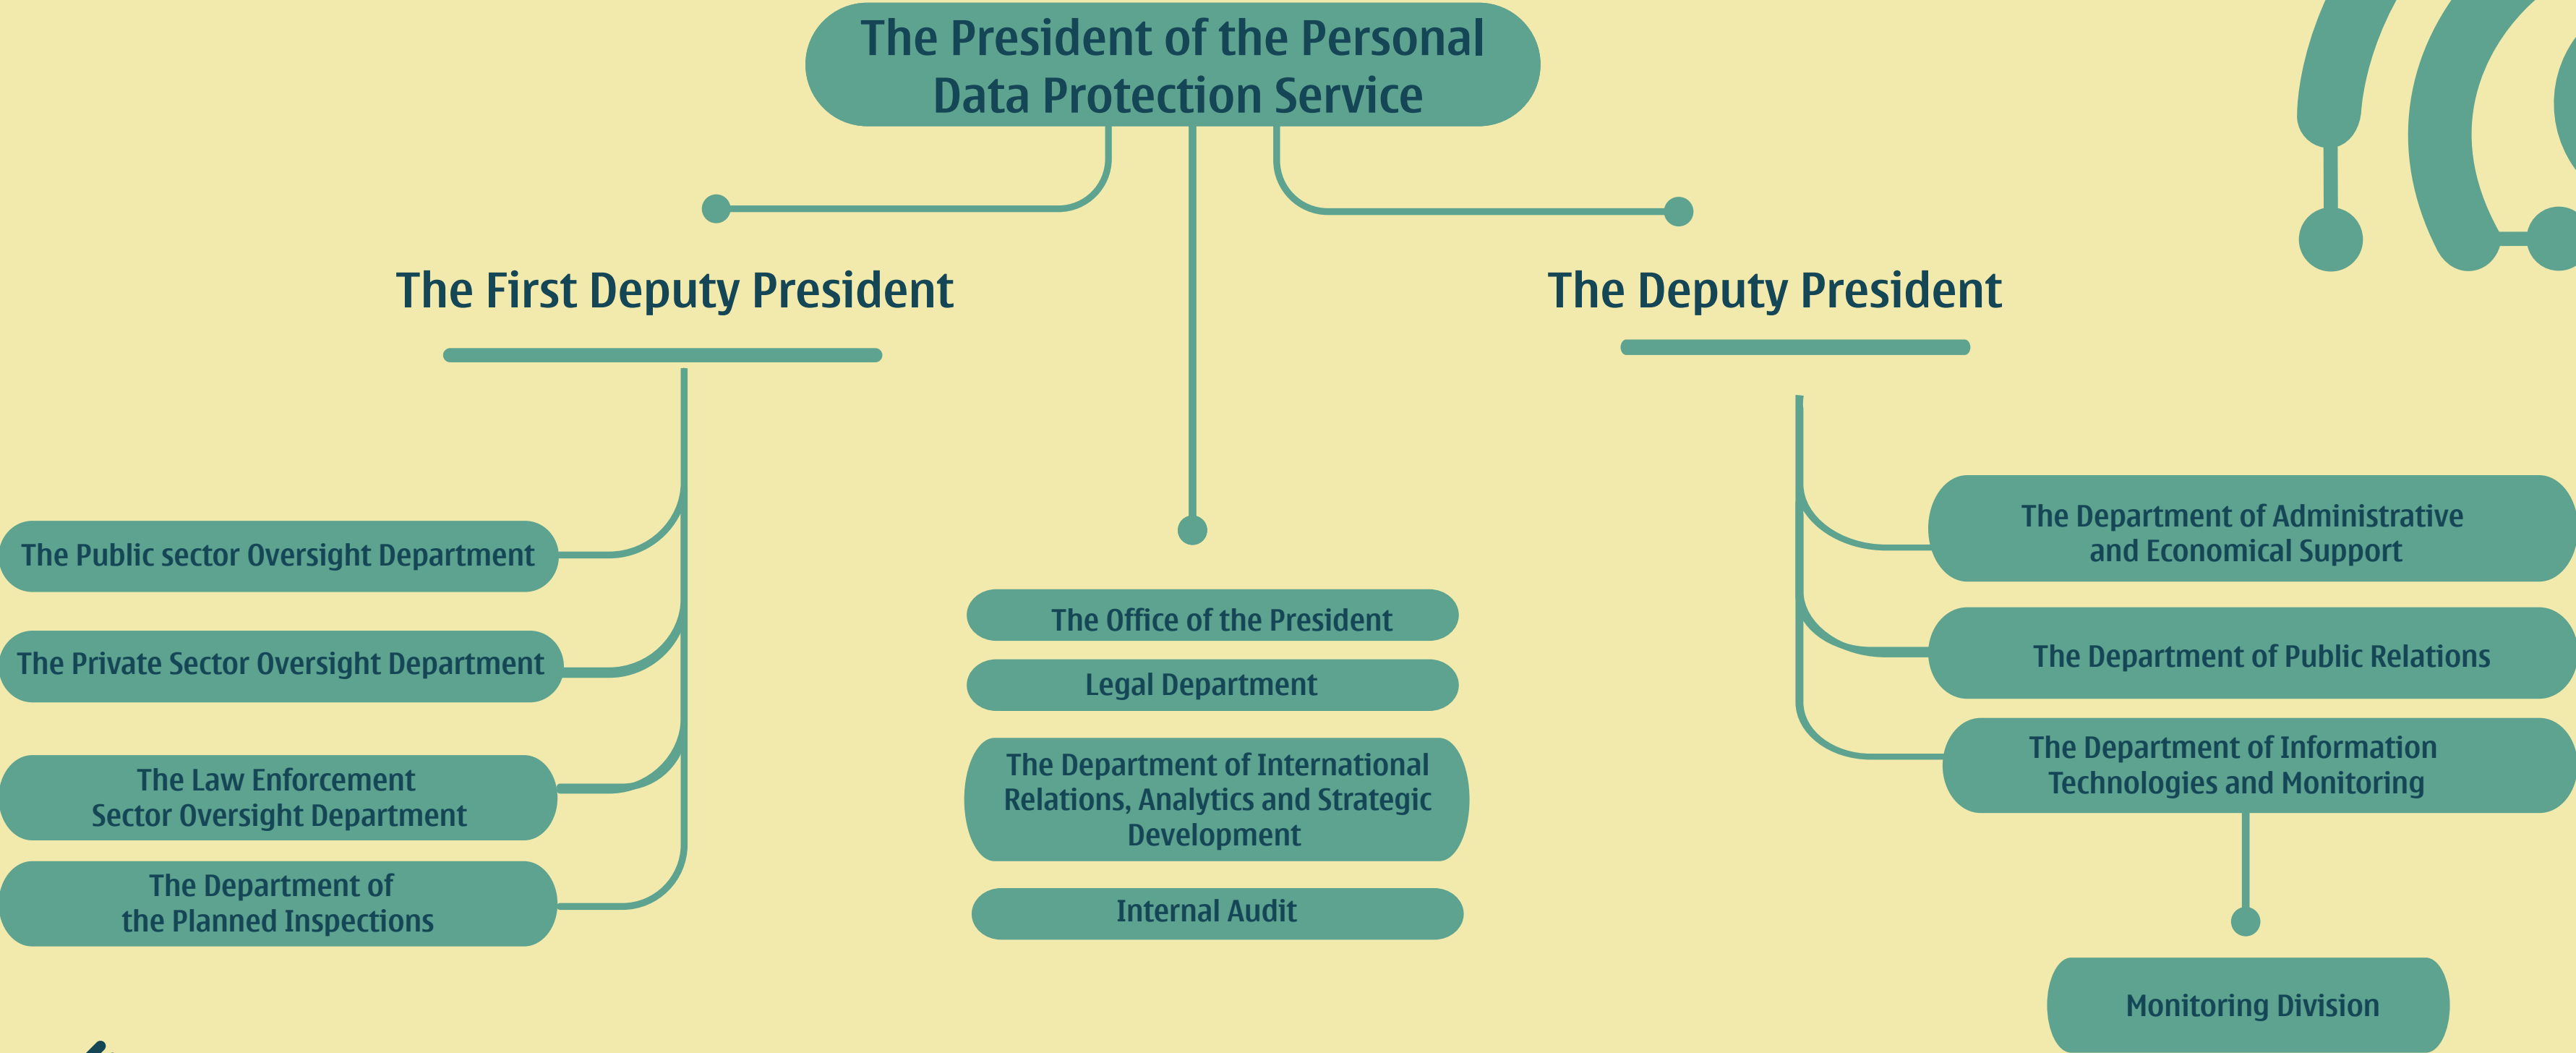 The President of the Personal
Data Protection Service
The First Deputy President
The Deputy President
The Public sector Oversight Department
The Private Sector Oversight Department
The Law Enforcement
Sector Oversight Department
The Department of
the Planned Inspections
The Office of the President
Legal Department
The Department of International
Relations, Analytics and Strategic
Development
Internal Audit
The Department of Administrative
and Economical Support
The Department of Public Relations
The Department of Information
Technologies and Monitoring
Monitoring Division